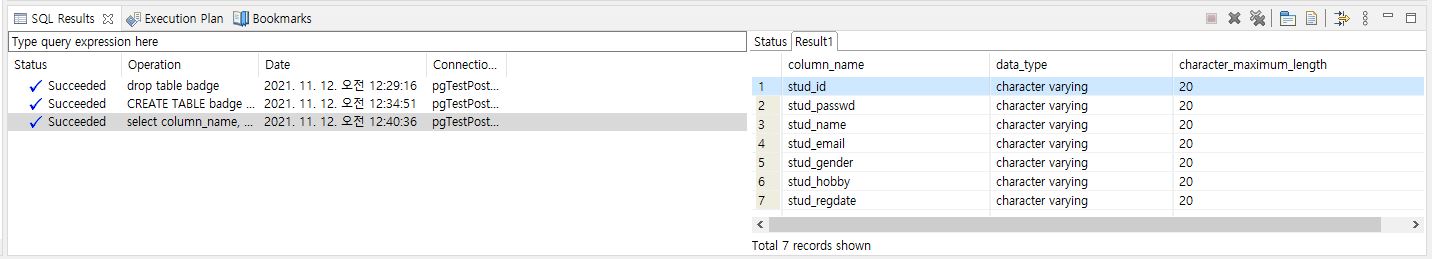 SQL Results Execution Plan Bookmarks
Type query expression here
Status Operation Date Connectio...
Succeeded drop table badge 2021. 11. 12. 오전 12:29:16 pgTestPost...
Succeeded CREATE TABLE badge ... 2021. 11. 12. 오전 12:34:51 pgTestPost...
Succeeded select column_name, ... 2021. 11. 12. 오전 12:40:36 pgTestPost...
Status Result1
column_name data_type character_maximum_length
1 stud_id character varying 20
2 stud_passwd character varying 20
3 stud_name character varying 20
4 stud_email character varying 20
5 stud_gender character varying 20
6 stud_hobby character varying 20
7 stud_regdate character varying 20
Total 7 records shown